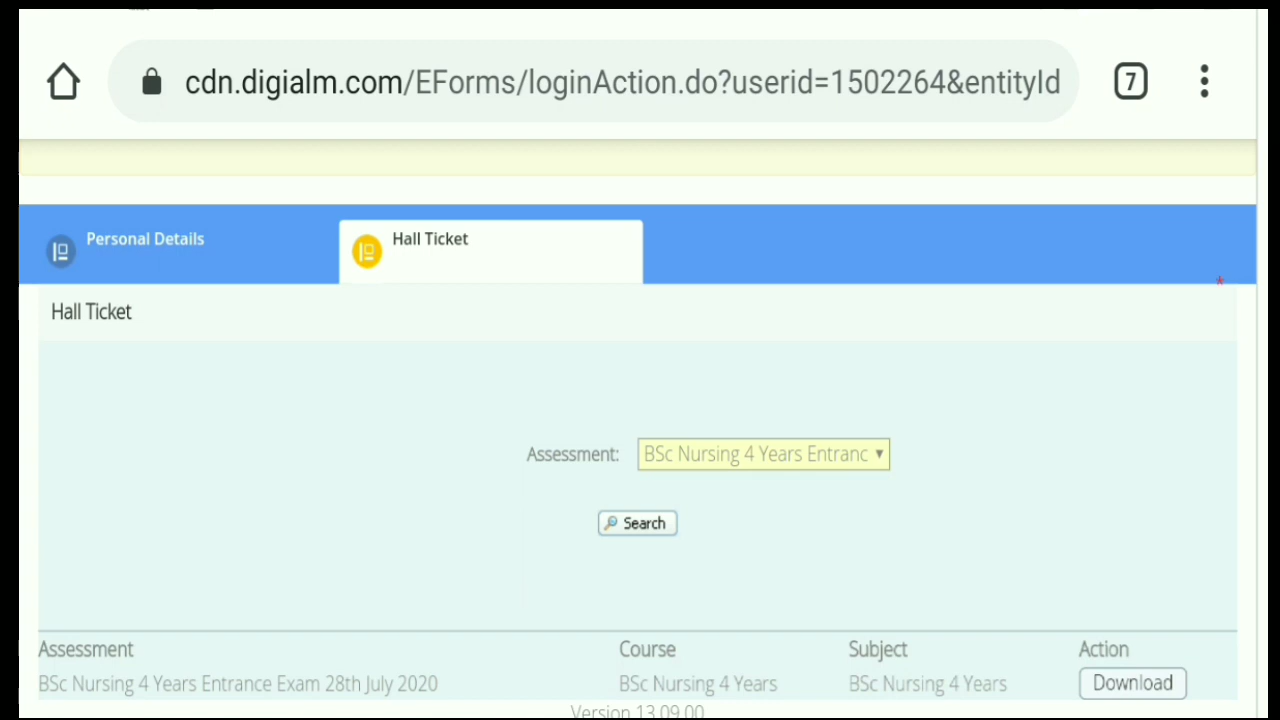 cdn.digialm.com/EForms/loginAction.do?userid=1502264&entityId
7
Personal Details
Hall Ticket
*
Hall Ticket
Assessment: BSc Nursing 4 Years Entranc
Search
Assessment Course Subject Action
BSc Nursing 4 Years Entrance Exam 28th July 2020 BSc Nursing 4 Years BSc Nursing 4 Years Download
Version 13.09.00